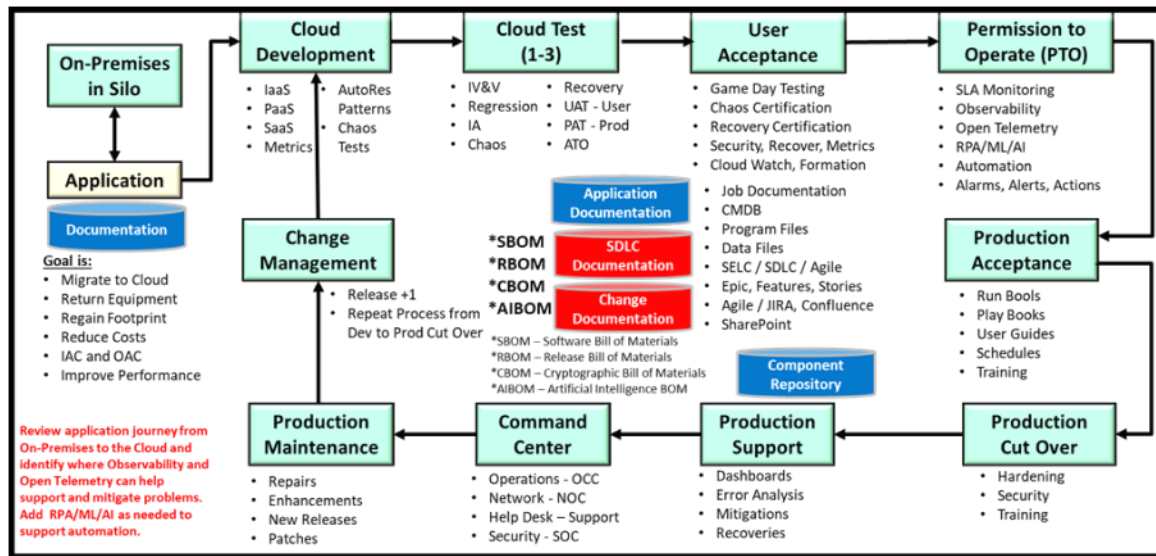 On-Premises
in Silo
Application
Documentation
Goal is:
• Migrate to Cloud
• Return Equipment
• Regain Footprint
• Reduce Costs
• IAC and OAC
• Improve Performance
Review application journey from
On-Premises to the Cloud and
identify where Observability and
Open Telemetry can help
support and mitigate problems.
Add RPA/ML/AI as needed to
support automation.
Cloud
Development
• IaaS
• PaaS
• SaaS
• Metrics
• AutoRes
Patterns
• Chaos
Tests
Cloud Test
(1-3)
• IV&V
• Regression
• IA
• Chaos
• Recovery
• UAT - User
• PAT - Prod
• ATO
User
Acceptance
• Game Day Testing
• Chaos Certification
• Recovery Certification
• Security, Recover, Metrics
• Cloud Watch, Formation
Permission to
Operate (PTO)
• SLA Monitoring
• Observability
• Open Telemetry
• RPA/ML/AI
• Automation
• Alarms, Alerts, Actions
Change
Management
• Release +1
• Repeat Process from
Dev to Prod Cut Over
Application
Documentation
*SBOM
*RBOM
*CBOM
*AIBOM
SDLC
Documentation
Change
Documentation
*SBOM – Software Bill of Materials
*RBOM – Release Bill of Materials
*CBOM – Cryptographic Bill of Materials
*AIBOM – Artificial Intelligence BOM
• Job Documentation
• CMDB
• Program Files
• Data Files
• SELC / SDLC / Agile
• Epic, Features, Stories
• Agile / JIRA, Confluence
• SharePoint
Component
Repository
Production
Acceptance
• Run Bools
• Play Books
• User Guides
• Schedules
• Training
Production
Maintenance
• Repairs
• Enhancements
• New Releases
• Patches
Command
Center
• Operations - OCC
• Network - NOC
• Help Desk – Support
• Security - SOC
Production
Support
• Dashboards
• Error Analysis
• Mitigations
• Recoveries
Production
Cut Over
• Hardening
• Security
• Training